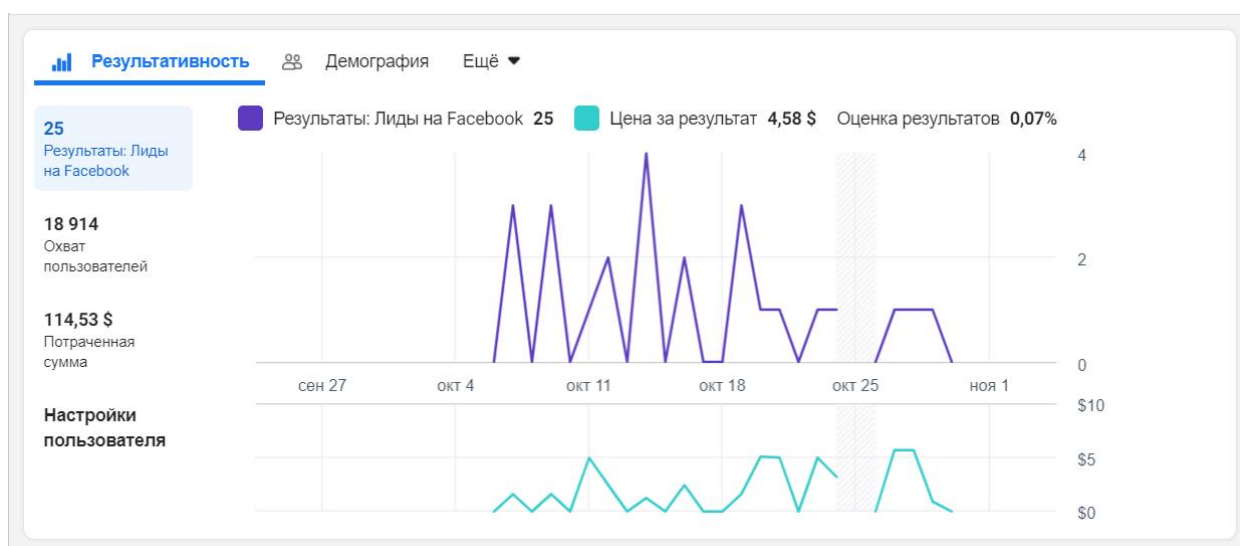 Результативность Демография Ещё
25
Результаты: Лиды
на Facebook
18 914
Охват
пользователей
114,53 $
Потраченная
сумма
Настройки
пользователя
Результаты: Лиды на Facebook 25 Цена за результат 4,58 $ Оценка результатов 0,07%
4
2
0
сен 27 окт 4 окт 11 окт 18 окт 25 ноя 1
$10
$5
$0